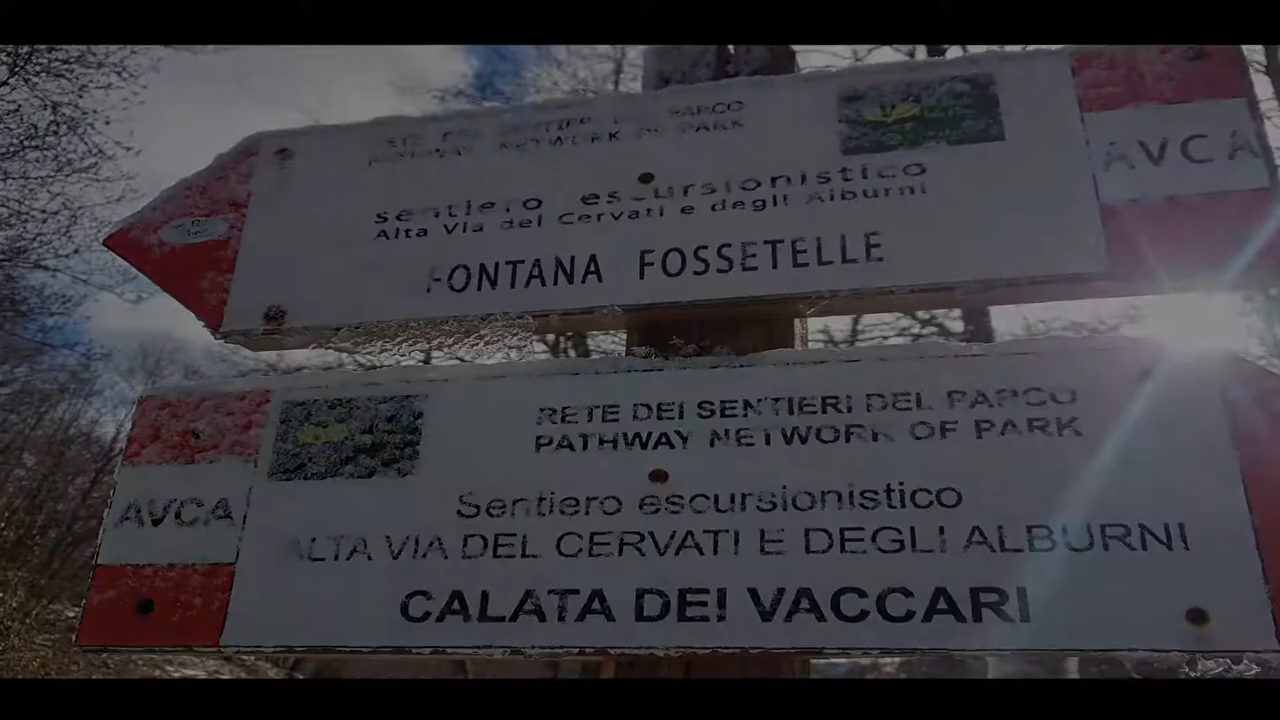 RETE DEI SENTIERI DEL PARCO
NETWORK OF PARK
AVCA
sentiero escursionistico
Alta Via del Cervati e degli Alburni
FONTANA FOSSETELLE
RETE DEI SENTIERI DEL PARCO
PATHWAY NETWORK OF PARK
AVCA
Sentiero escursionistico
ALTA VIA DEL CERVATI E DEGLI ALBURNI
CALATA DEI VACCARI